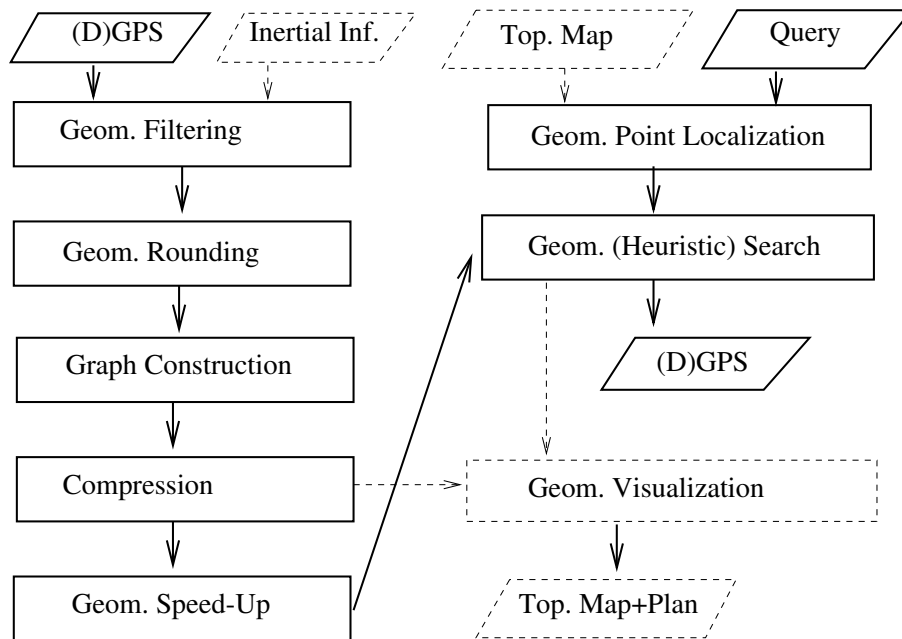 (D)GPS
Inertial Inf.
Top. Map
Query
Geom. Filtering
Geom. Point Localization
Geom. Rounding
Geom. (Heuristic) Search
Graph Construction
(D)GPS
Compression
Geom. Visualization
Geom. Speed-Up
Top. Map+Plan